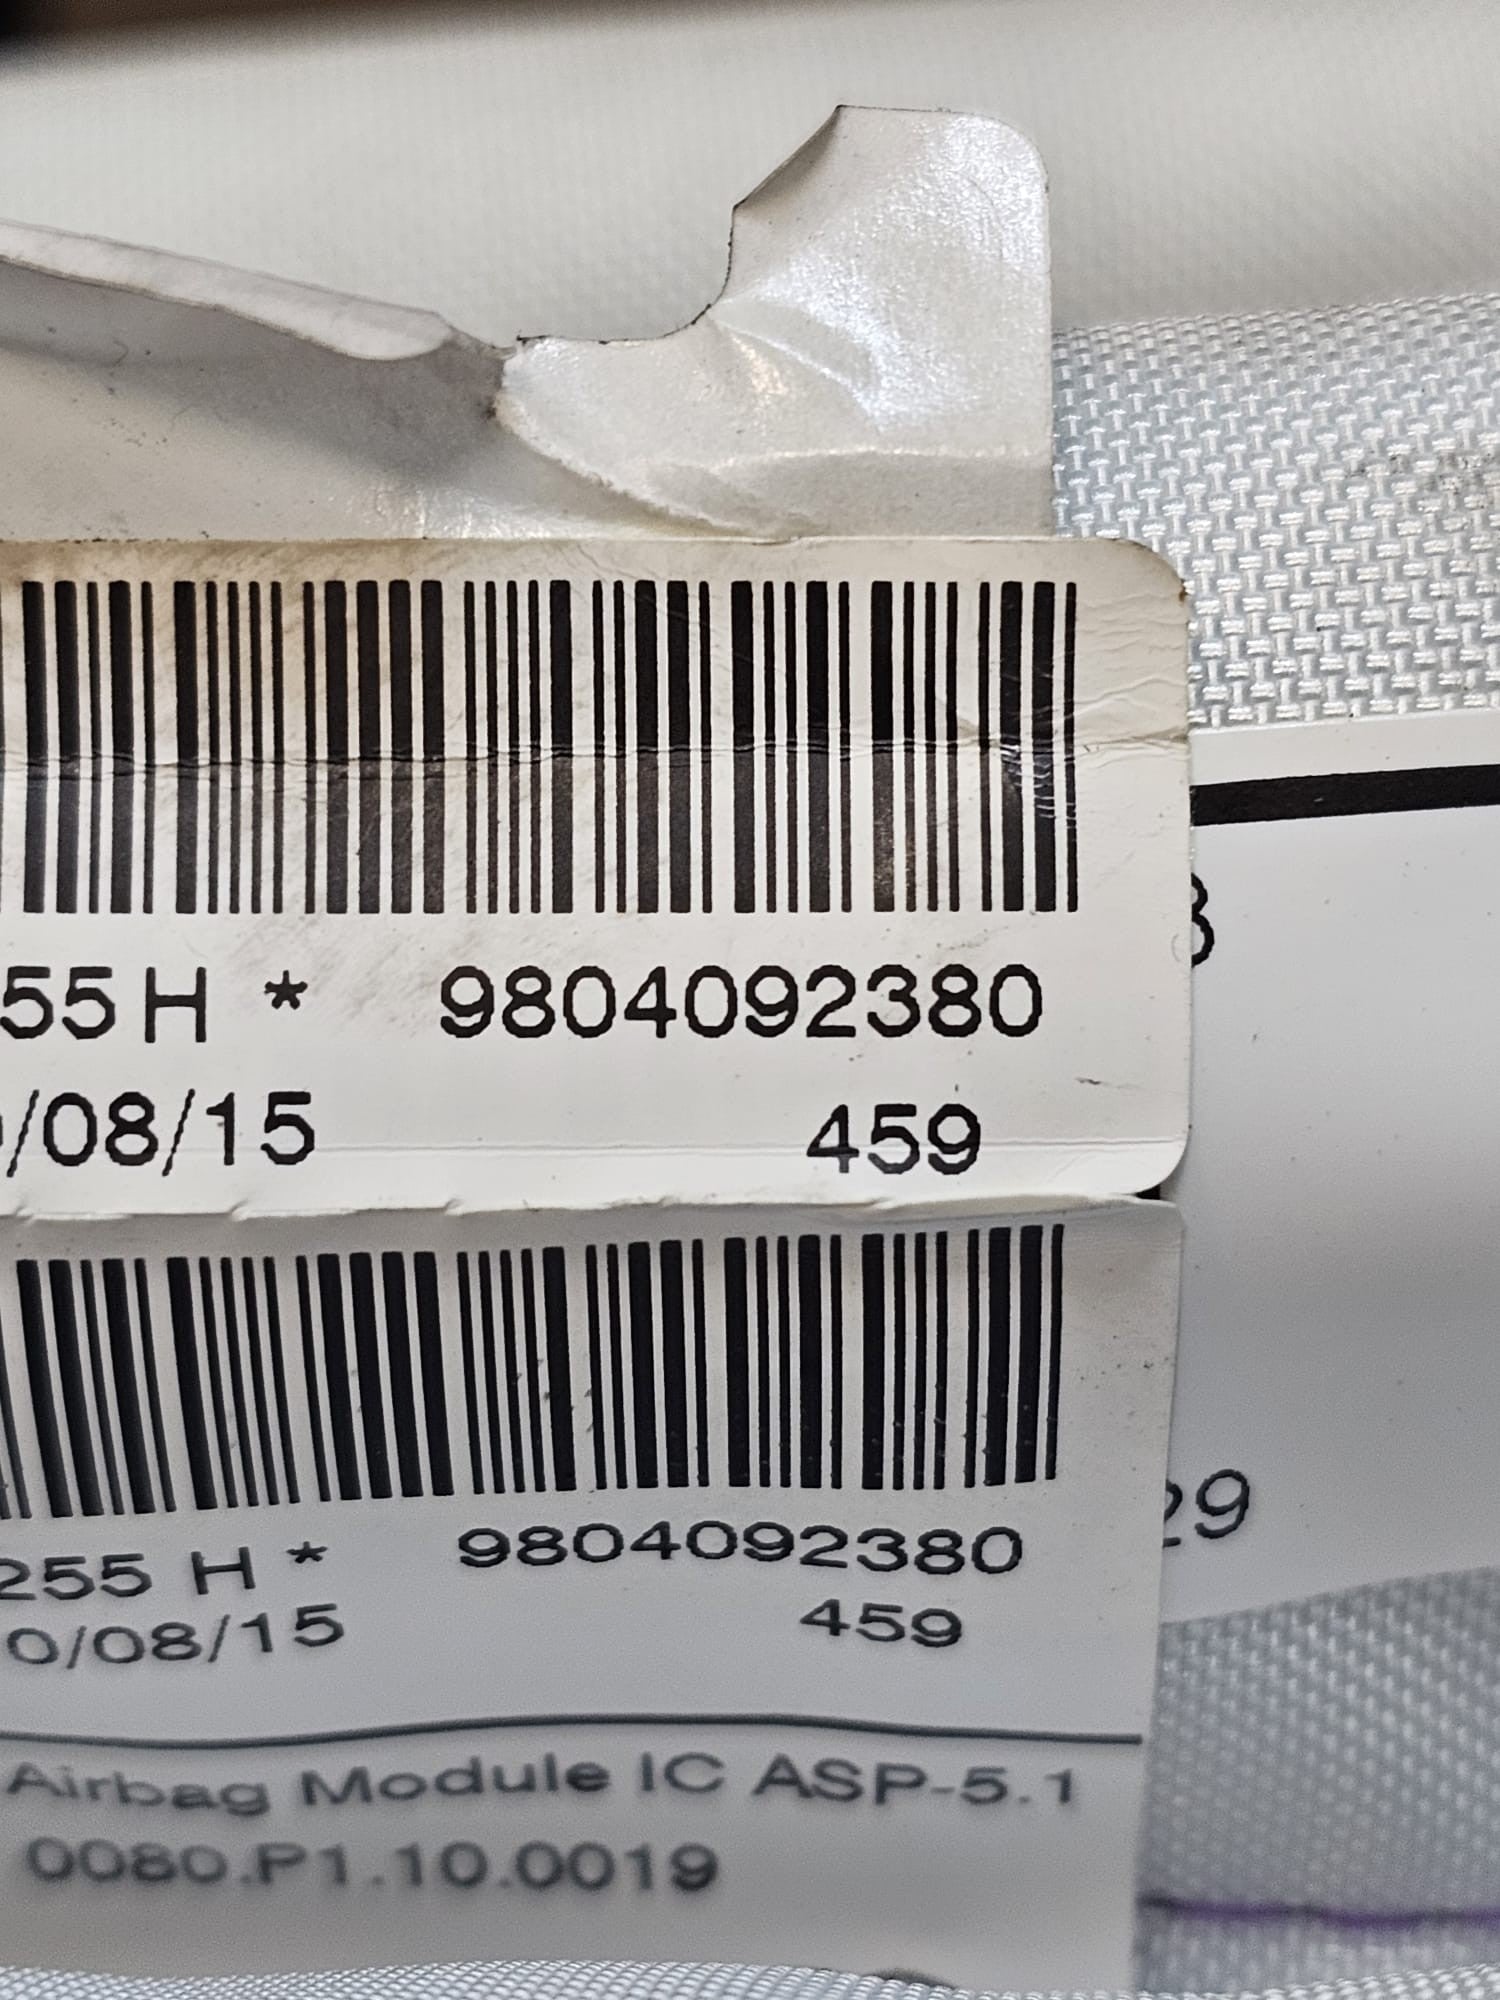 55 H * 9804092380
/08/15 459
255 H * 9804092380
0/08/15 459
29
Airbag Module IC ASP-5.1
0080.P1.10.0019